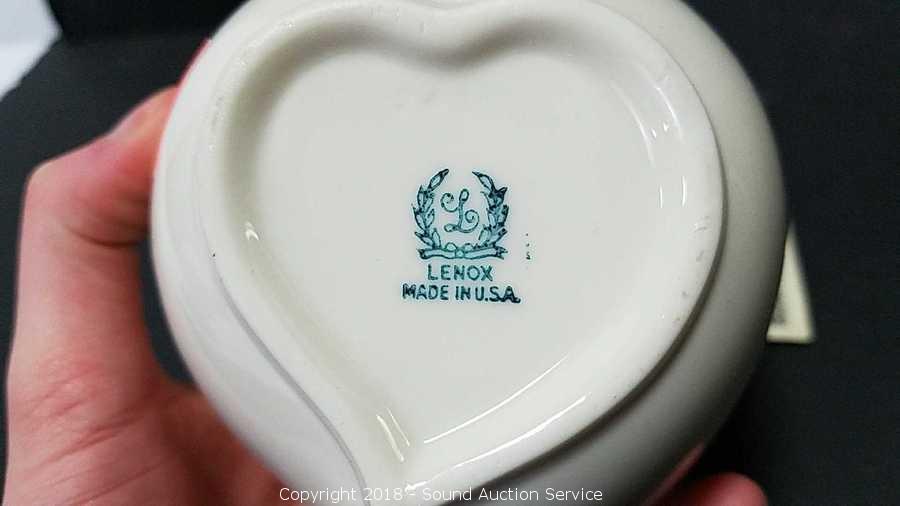 L
LENOX
MADE IN U.S.A.
Copyright 2018 - Sound Auction Service